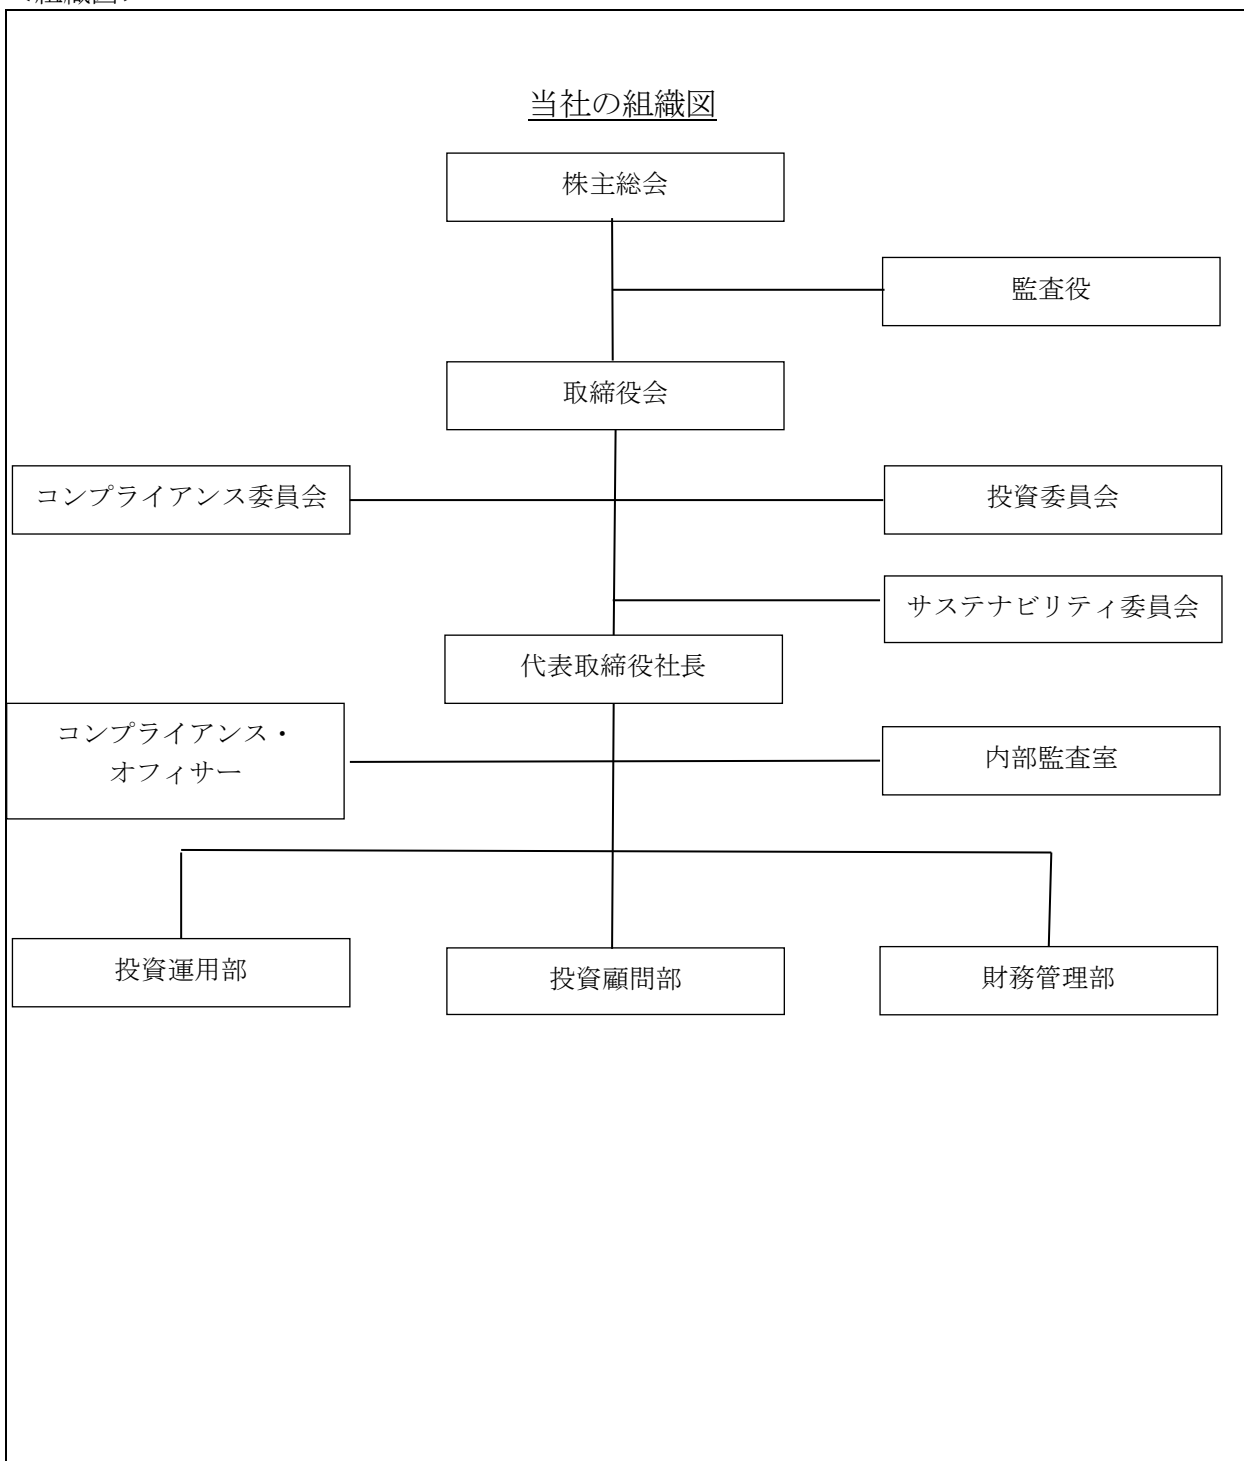 当社の組織図
株主総会
監査役
取締役会
コンプライアンス委員会
投資委員会
サステナビリティ委員会
代表取締役社長
コンプライアンス・
オフィサー
内部監査室
投資運用部
投資顧問部
財務管理部